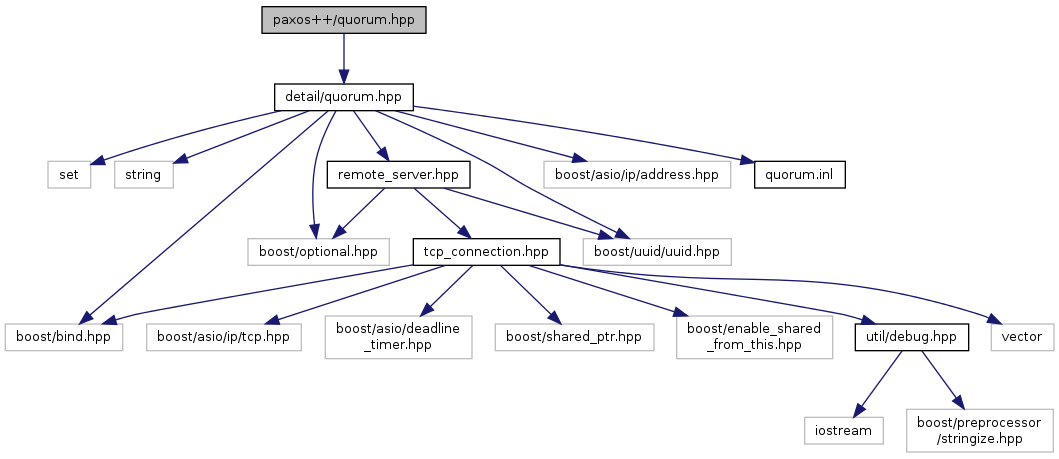 paxos++/quorum.hpp
detail/quorum.hpp
set
string
remote_server.hpp
boost/asio/ip/address.hpp
quorum.inl
boost/optional.hpp
tcp_connection.hpp
boost/uuid/uuid.hpp
boost/bind.hpp
boost/asio/ip/tcp.hpp
boost/asio/deadline
_timer.hpp
boost/shared_ptr.hpp
boost/enable_shared
_from_this.hpp
util/debug.hpp
vector
iostream
boost/preprocessor
/stringize.hpp